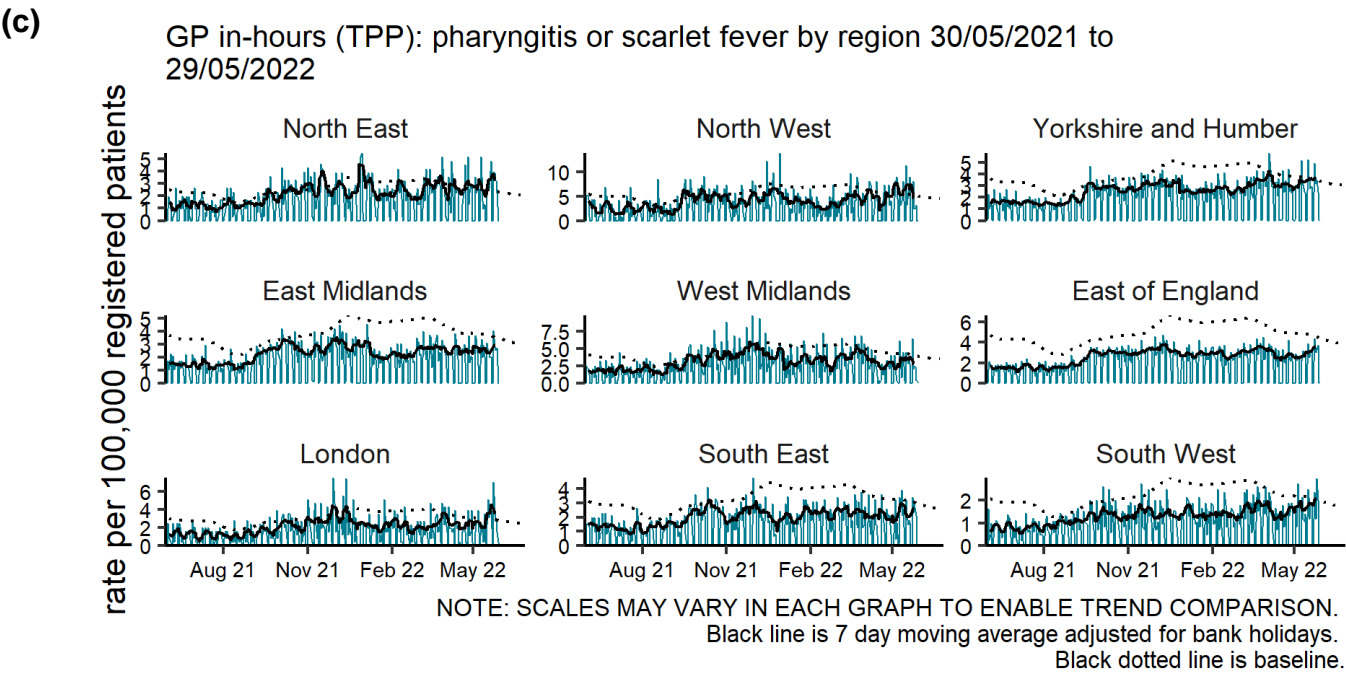 (c)
GP in-hours (TPP): pharyngitis or scarlet fever by region 30/05/2021 to
29/05/2022
rate per 100,000 registered patients
North East
5
4
3
2
1
0
North West
10
5
0
Yorkshire and Humber
5
4
3
2
1
0
East Midlands
5
4
3
2
1
0
West Midlands
7.5
5.0
2.5
0.0
East of England
6
4
2
0
London
6
4
2
0
South East
4
3
2
1
0
South West
2
1
0
Aug 21 Nov 21 Feb 22 May 22
Aug 21 Nov 21 Feb 22 May 22
Aug 21 Nov 21 Feb 22 May 22
NOTE: SCALES MAY VARY IN EACH GRAPH TO ENABLE TREND COMPARISON.
Black line is 7 day moving average adjusted for bank holidays.
Black dotted line is baseline.